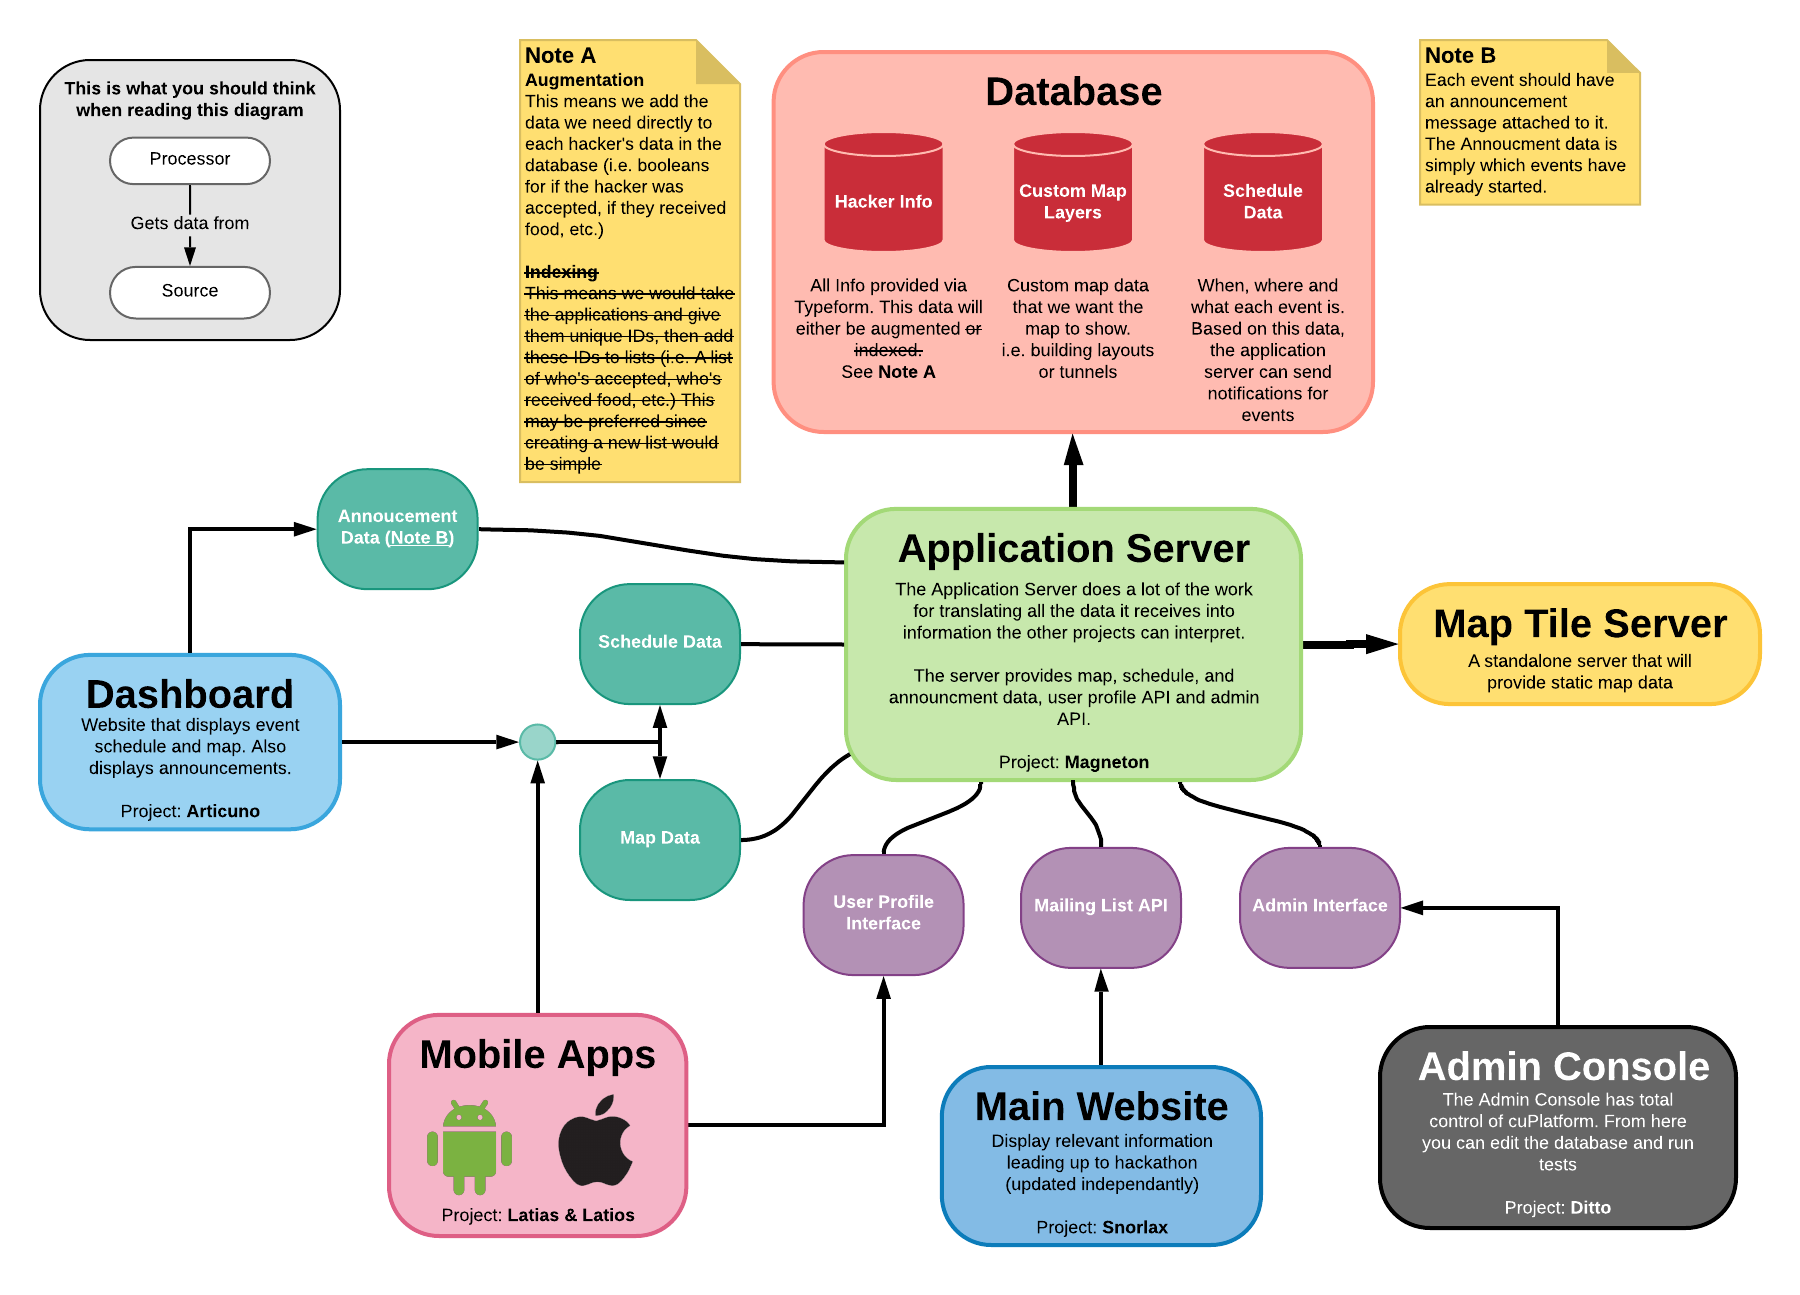 This is what you should think
when reading this diagram
Processor
Gets data from
Source
Note A
Augmentation
This means we add the
data we need directly to
each hacker's data in the
database (i.e. booleans
for if the hacker was
accepted, if they received
food, etc.)
Indexing
This means we would take
the applications and give
them unique IDs, then add
these IDs to lists (i.e. A list
of who's accepted, who's
received food, etc.) This
may be preferred since
creating a new list would
be simple
Database
Hacker Info
All Info provided via
Typeform. This data will
either be augmented or
indexed.
See Note A
Custom Map
Layers
Custom map data
that we want the
map to show.
i.e. building layouts
or tunnels
Schedule
Data
When, where and
what each event is.
Based on this data,
the application
server can send
notifications for
events
Note B
Each event should have
an announcement
message attached to it.
The Annoucment data is
simply which events have
already started.
Annoucement
Data (Note B)
Schedule Data
Map Data
Application Server
The Application Server does a lot of the work
for translating all the data it receives into
information the other projects can interpret.
The server provides map, schedule, and
announcment data, user profile API and admin
API.
Project: Magneton
Map Tile Server
A standalone server that will
provide static map data
Dashboard
Website that displays event
schedule and map. Also
displays announcements.
Project: Articuno
User Profile
Interface
Mailing List API
Admin Interface
Mobile Apps
Project: Latias & Latios
Main Website
Display relevant information
leading up to hackathon
(updated independantly)
Project: Snorlax
Admin Console
The Admin Console has total
control of cuPlatform. From here
you can edit the database and run
tests
Project: Ditto